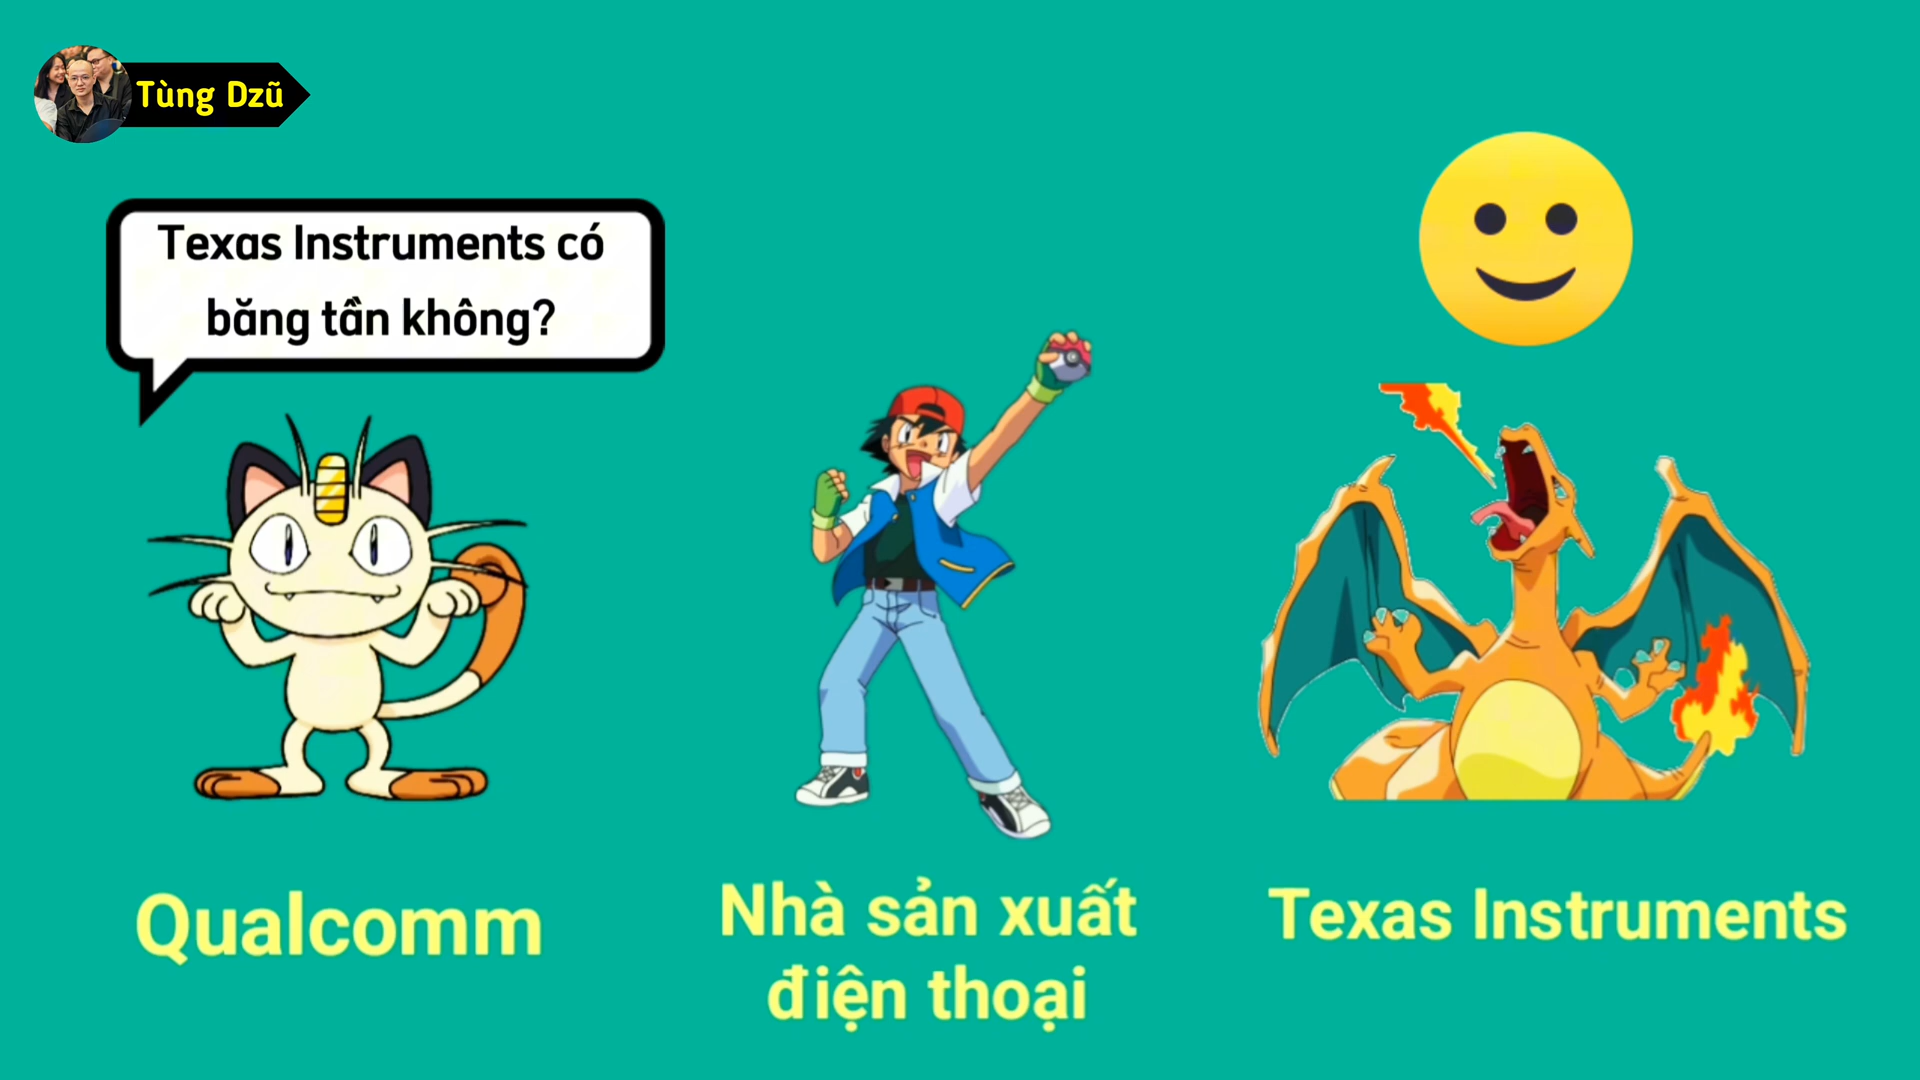 Tùng Dzũ
Texas Instruments có
băng tần không?
Qualcomm
Nhà sản xuất
điện thoại
Texas Instruments